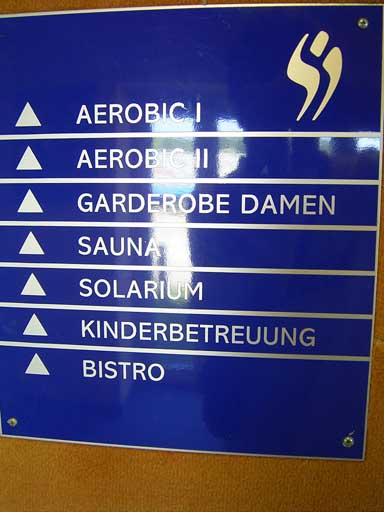 AEROBIC I
AEROBIC II
GARDEROBE DAMEN
SAUNA
SOLARIUM
KINDERBETREUUNG
BISTRO